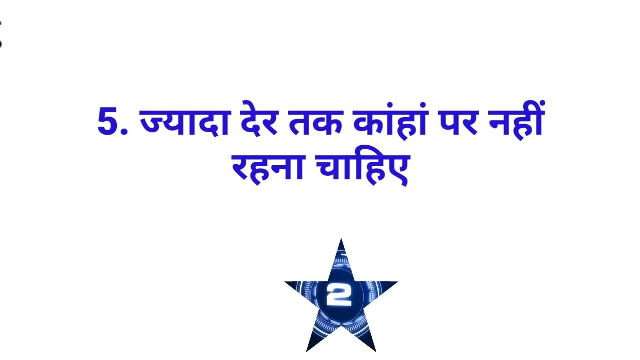 5. ज्यादा देर तक कांहां पर नहीं
रहना चाहिए
2